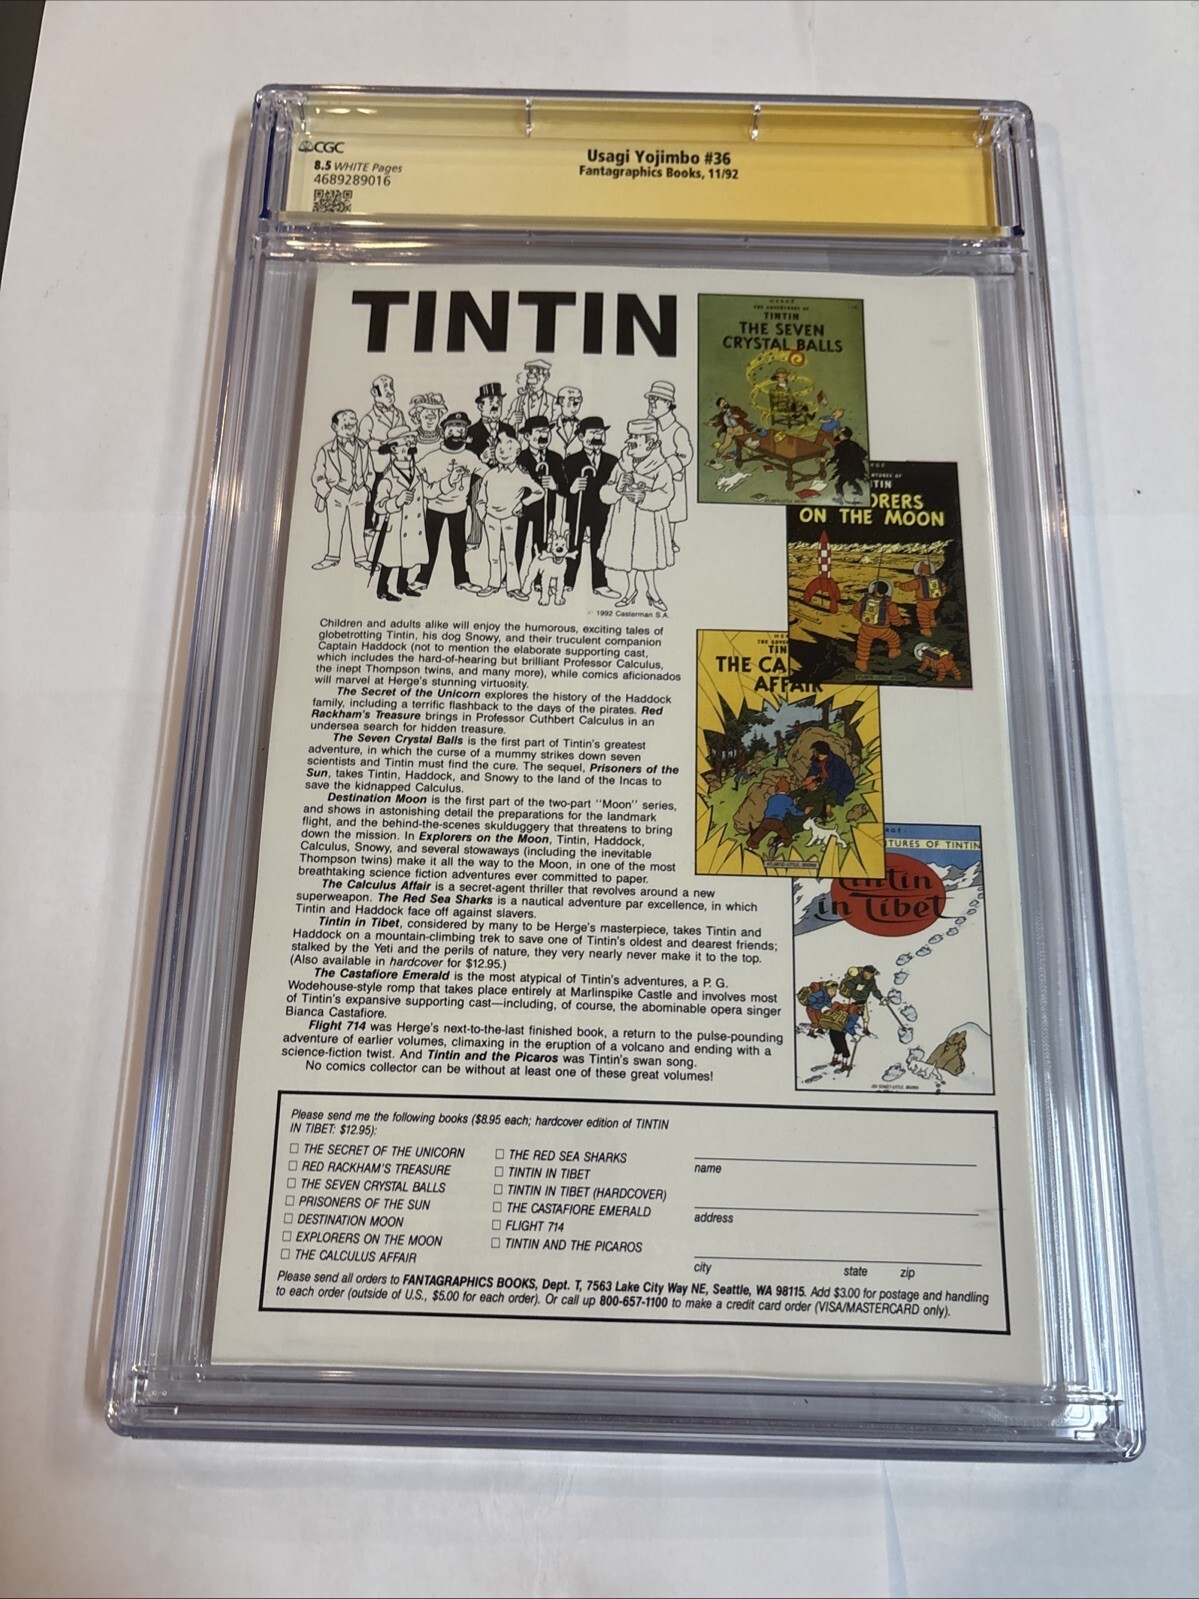 CGC
8.5 WHITE Pages
4689289016
Usagi Yojimbo #36
Fantagraphics Books, 11/92
TINTIN
HERGÉ
THE ADVENTURES OF
TINTIN
THE SEVEN
CRYSTAL BALLS
TIN
ORERS
ON THE MOON
TIN
THE CA
AFFAIR
TURES OF TINTIN
Tintin
in Tibet
© 1992 Casterman S.A.
Children and adults alike will enjoy the humorous, exciting tales of
globetrotting Tintin, his dog Snowy, and their truculent companion
Captain Haddock (not to mention the elaborate supporting cast,
which includes the hard-of-hearing but brilliant Professor Calculus,
the inept Thompson twins, and many more), while comics aficionados
will marvel at Herge's stunning virtuosity.
The Secret of the Unicorn explores the history of the Haddock
family, including a terrific flashback to the days of the pirates. Red
Rackham's Treasure brings in Professor Cuthbert Calculus in an
undersea search for hidden treasure.
The Seven Crystal Balls is the first part of Tintin's greatest
adventure, in which the curse of a mummy strikes down seven
scientists and Tintin must find the cure. The sequel, Prisoners of the
Sun, takes Tintin, Haddock, and Snowy to the land of the Incas to
save the kidnapped Calculus.
Destination Moon is the first part of the two-part "Moon" series,
and shows in astonishing detail the preparations for the landmark
flight, and the behind-the-scenes skulduggery that threatens to bring
down the mission. In Explorers on the Moon, Tintin, Haddock,
Calculus, Snowy, and several stowaways (including the inevitable
Thompson twins) make it all the way to the Moon, in one of the most
breathtaking science fiction adventures ever committed to paper.
The Calculus Affair is a secret-agent thriller that revolves around a new
superweapon. The Red Sea Sharks is a nautical adventure par excellence, in which
Tintin and Haddock face off against slavers.
Tintin in Tibet, considered by many to be Herge's masterpiece, takes Tintin and
Haddock on a mountain-climbing trek to save one of Tintin's oldest and dearest friends;
stalked by the Yeti and the perils of nature, they very nearly never make it to the top.
(Also available in hardcover for $12.95.)
The Castafiore Emerald is the most atypical of Tintin's adventures, a P. G.
Wodehouse-style romp that takes place entirely at Marlinspike Castle and involves most
of Tintin's expansive supporting cast—including, of course, the abominable opera singer
Bianca Castafiore.
Flight 714 was Herge's next-to-the-last finished book, a return to the pulse-pounding
adventure of earlier volumes, climaxing in the eruption of a volcano and ending with a
science-fiction twist. And Tintin and the Picaros was Tintin's swan song.
No comics collector can be without at least one of these great volumes!
Please send me the following books ($8.95 each; hardcover edition of TINTIN
IN TIBET: $12.95):
☐ THE SECRET OF THE UNICORN
☐ RED RACKHAM'S TREASURE
☐ THE SEVEN CRYSTAL BALLS
☐ PRISONERS OF THE SUN
☐ DESTINATION MOON
☐ EXPLORERS ON THE MOON
☐ THE CALCULUS AFFAIR
☐ THE RED SEA SHARKS
☐ TINTIN IN TIBET
☐ TINTIN IN TIBET (HARDCOVER)
☐ THE CASTAFIORE EMERALD
☐ FLIGHT 714
☐ TINTIN AND THE PICAROS
name
address
city state zip
Please send all orders to FANTAGRAPHICS BOOKS, Dept. T, 7563 Lake City Way NE, Seattle, WA 98115. Add $3.00 for postage and handling
to each order (outside of U.S., $5.00 for each order). Or call up 800-657-1100 to make a credit card order (VISA/MASTERCARD only).